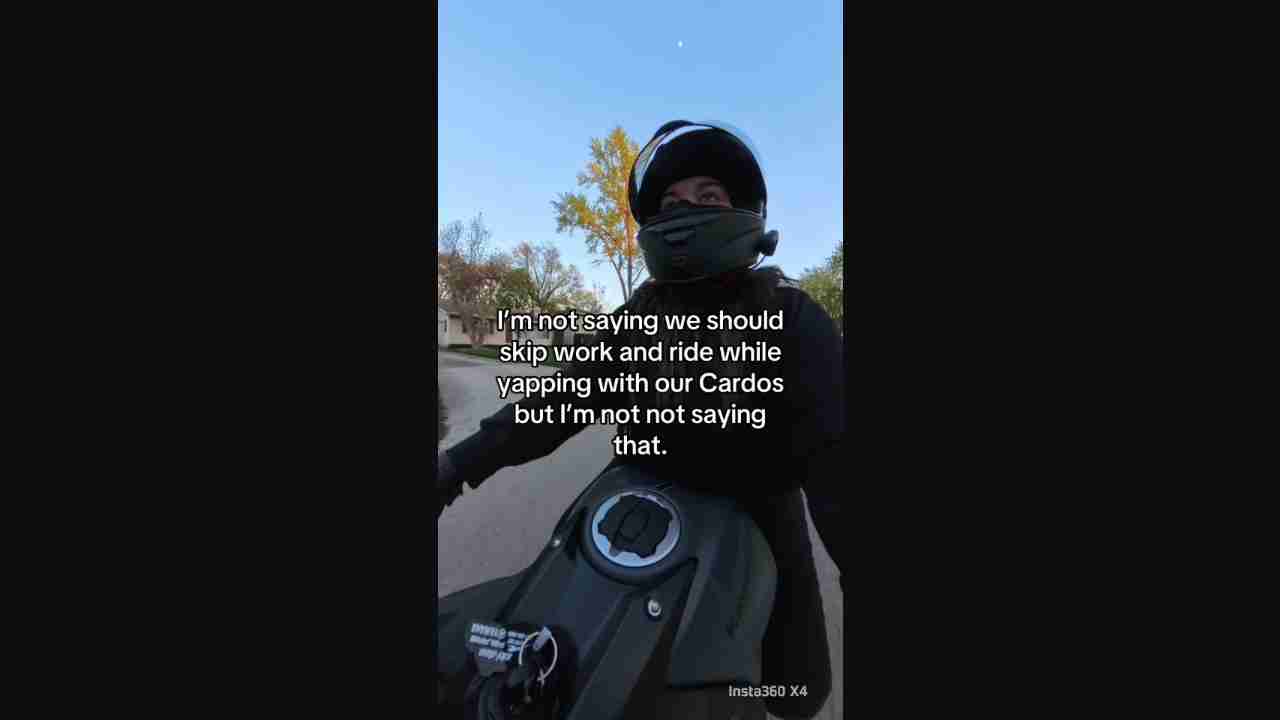 I'm not saying we should
skip work and ride while
yapping with our Cardos
but I'm not not saying
that.
Insta360 X4